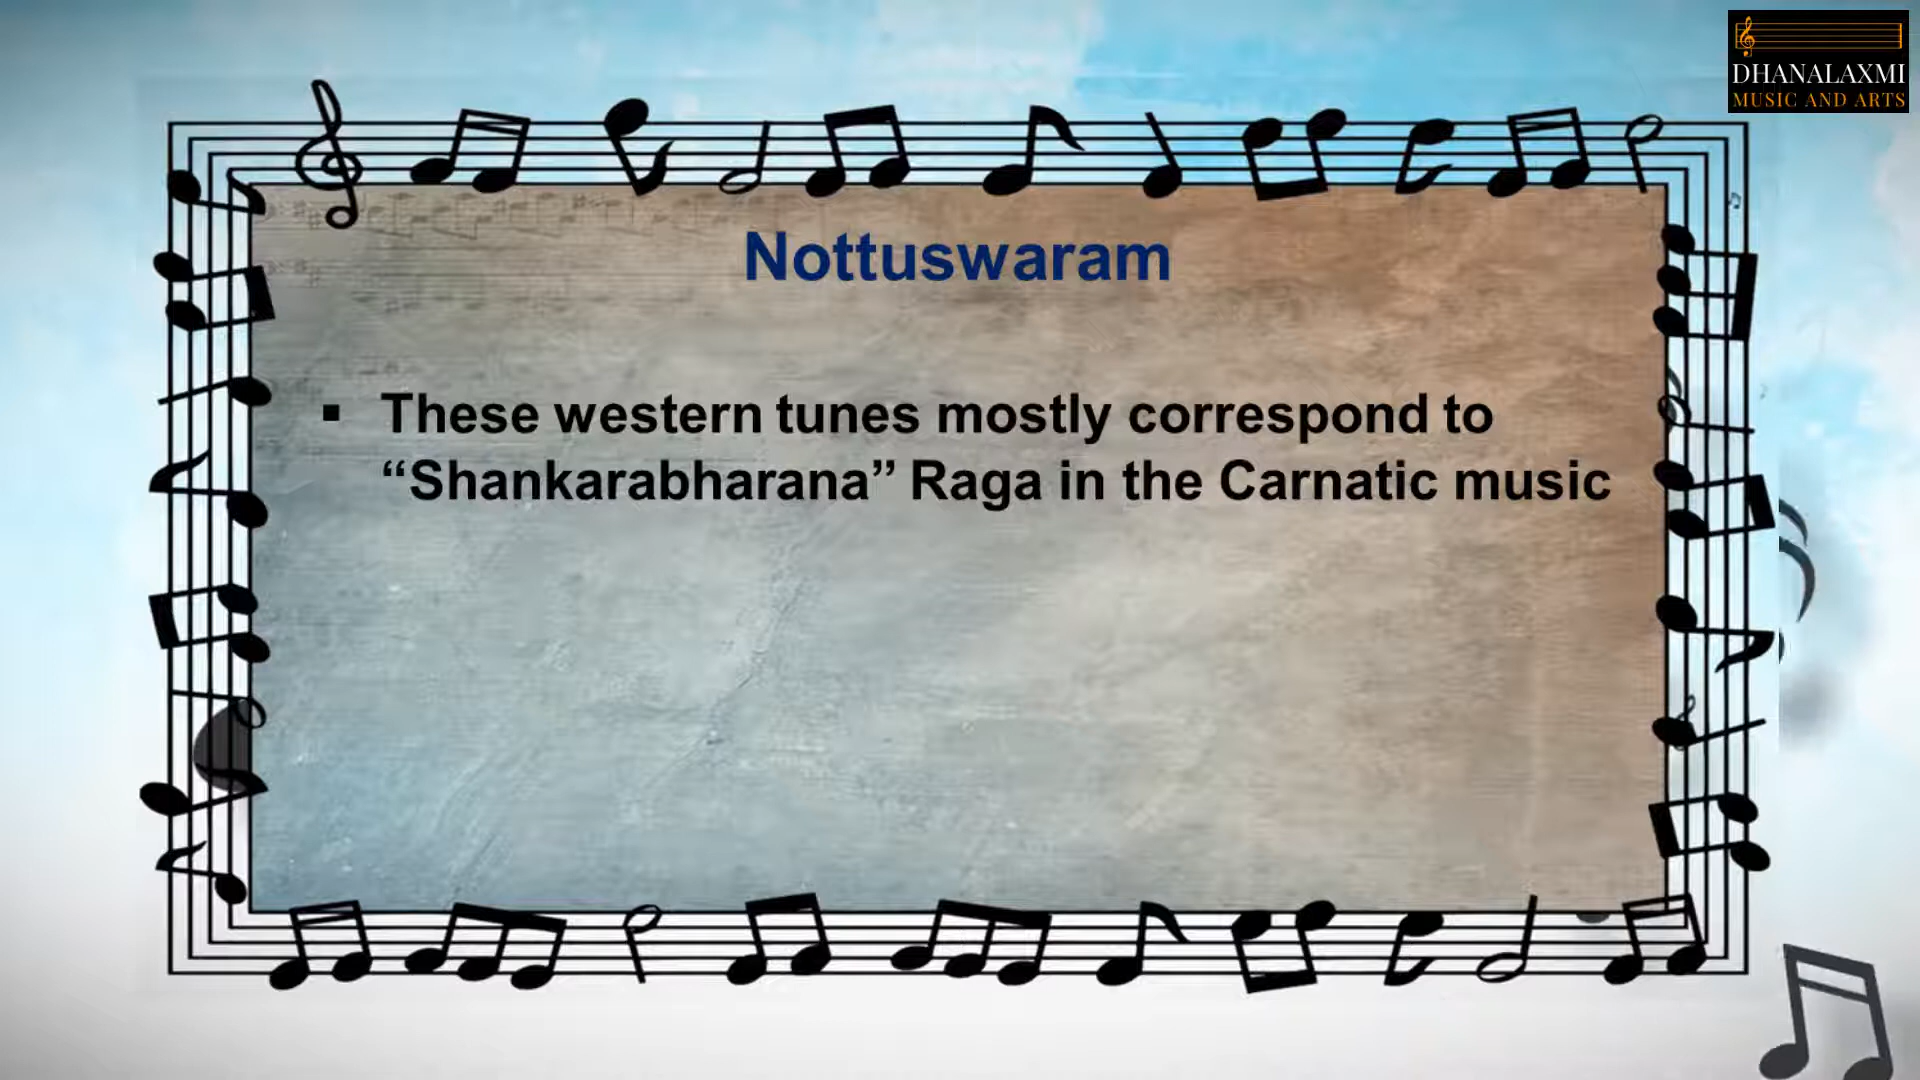 DHANALAXMI
MUSIC AND ARTS
Nottuswaram
▪ These western tunes mostly correspond to
“Shankarabharana” Raga in the Carnatic music